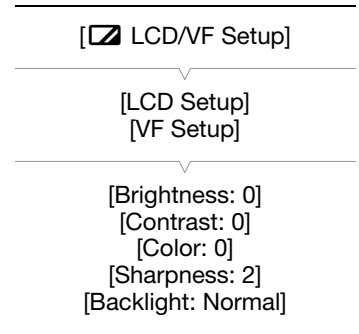 [ LCD/VF Setup]
[LCD Setup]
[VF Setup]
[Brightness: 0]
[Contrast: 0]
[Color: 0]
[Sharpness: 2]
[Backlight: Normal]